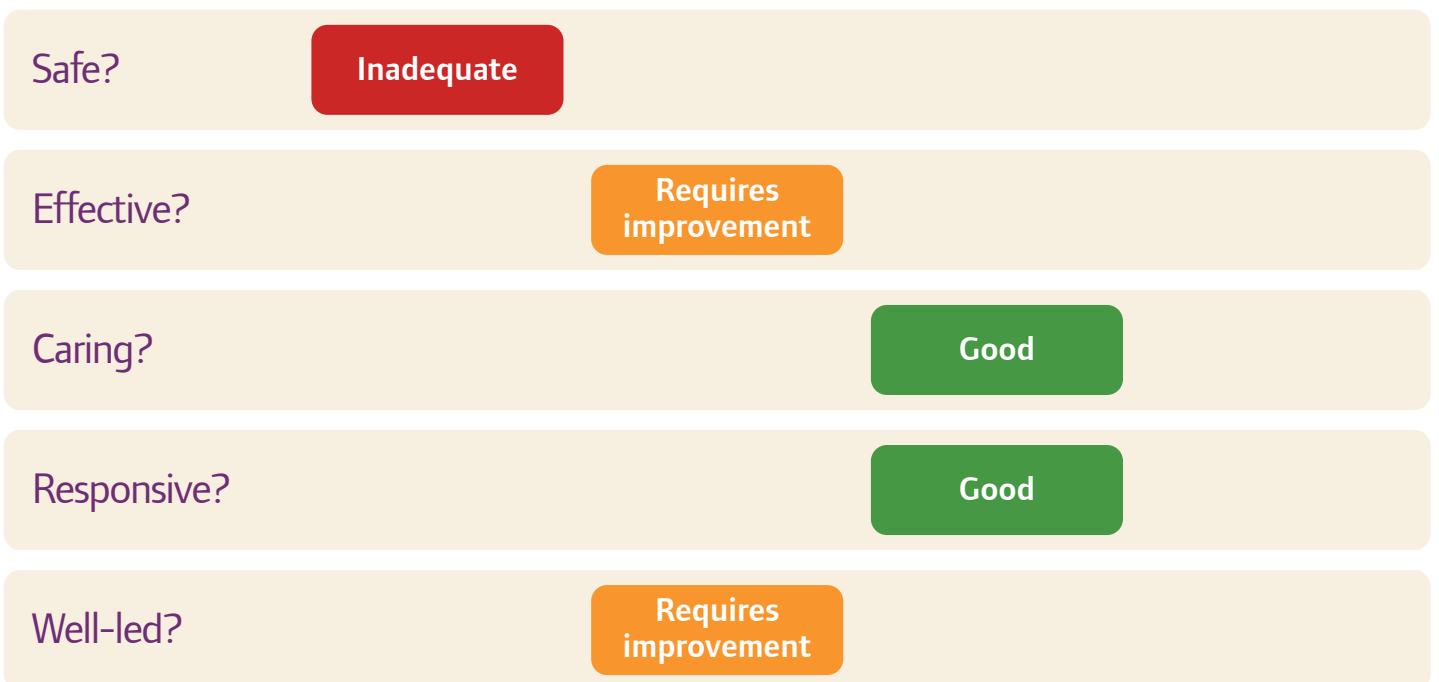 Safe?
Inadequate
Effective?
Requires
improvement
Caring?
Good
Responsive?
Good
Well-led?
Requires
improvement